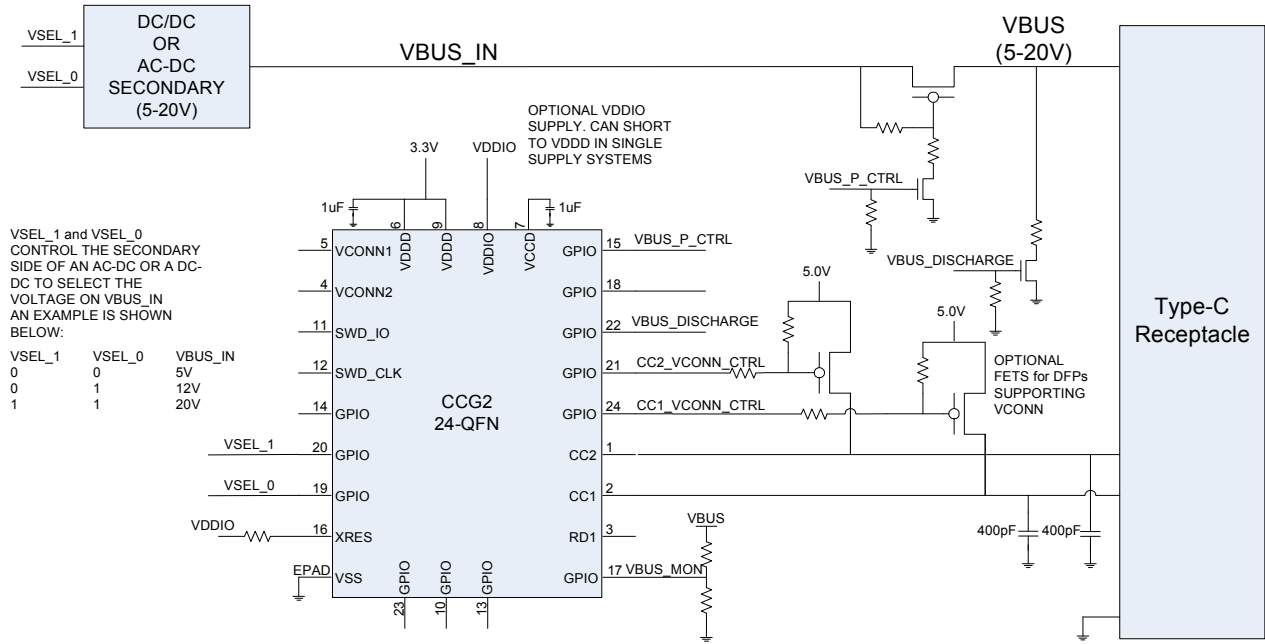 DC/DC
OR
AC-DC
SECONDARY
(5-20V)
VSEL_1
VSEL_0
VBUS_IN
VBUS
(5-20V)
Type-C
Receptacle
OPTIONAL VDDIO
SUPPLY. CAN SHORT
TO VDDD IN SINGLE
SUPPLY SYSTEMS
3.3V
VDDIO
1uF
1uF
VBUS_P_CTRL
VBUS_DISCHARGE
VSEL_1 and VSEL_0
CONTROL THE SECONDARY
SIDE OF AN AC-DC OR A DC-
DC TO SELECT THE
VOLTAGE ON VBUS_IN
AN EXAMPLE IS SHOWN
BELOW:
VSEL_1 VSEL_0 VBUS_IN
0 0 5V
0 1 12V
1 1 20V
6 VDDD
9 VDDD
8 VDDIO
7 VCCD
5 VCONN1
4 VCONN2
11 SWD_IO
12 SWD_CLK
14 GPIO
VSEL_1 20 GPIO
VSEL_0 19 GPIO
VDDIO 16 XRES
EPAD VSS
23 GPIO
10 GPIO
13 GPIO
CCG2
24-QFN
GPIO 15 VBUS_P_CTRL
GPIO 18
GPIO 22 VBUS_DISCHARGE
GPIO 21 CC2_VCONN_CTRL
GPIO 24 CC1_VCONN_CTRL
CC2 1
CC1 2
RD1 3
GPIO 17 VBUS_MON
VBUS
5.0V
5.0V
OPTIONAL
FETS for DFPs
SUPPORTING
VCONN
400pF
400pF